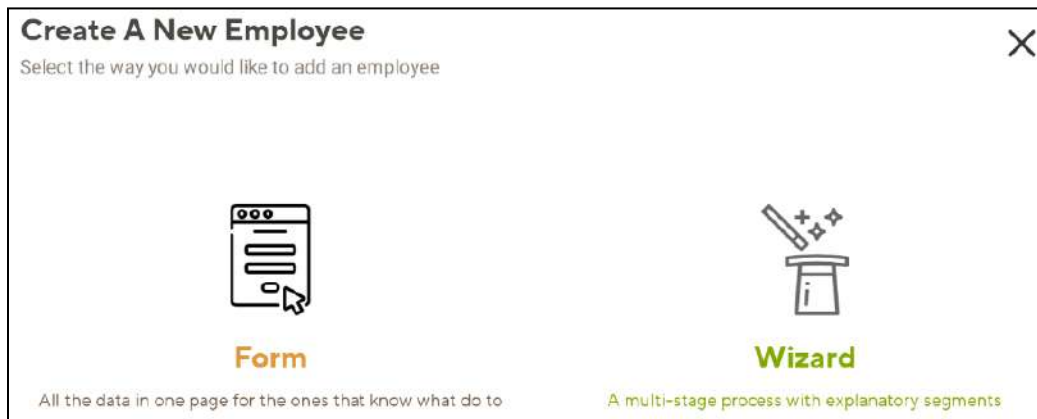 Create A New Employee
Select the way you would like to add an employee
Form
Wizard
All the data in one page for the ones that know what do to
A multi-stage process with explanatory segments